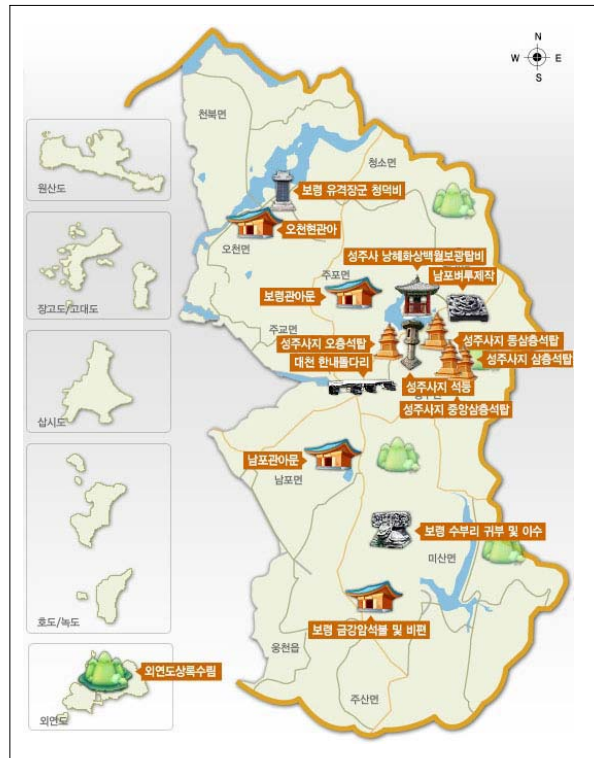 N
W
E
S
천북면
청소면
원산도
보령 유격장군 청덕비
오천현관아
오천면
성주사 낭혜화상백월보광탑비
주포면
남포벼루제작
보령관아문
장고도/고대도
주교면
성주사지 오층석탑
성주사지 동삼층석탑
대천 한내돌다리
성주사지 삼층석탑
성주사지 석등
성주사지 중앙삼층석탑
삽시도
남포관아문
남포면
보령 수부리 귀부 및 이수
미산면
호도/녹도
보령 금강암석불 및 비편
웅천읍
외연도상록수림
주산면
외연도